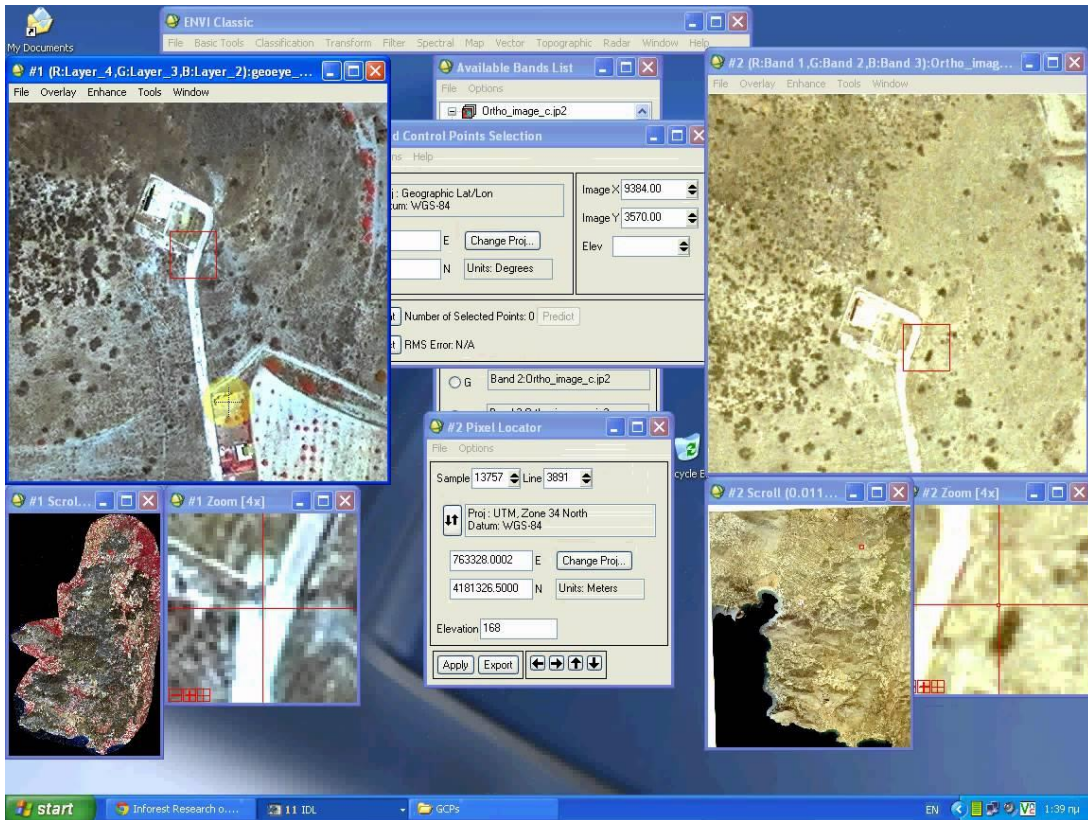 My Documents
ENVI Classic
File Basic Tools Classification Transform Filter Spectral Map Vector Topographic Radar Window Help
#1 (R:Layer_4,G:Layer_3,B:Layer_2):geoeye_...
File Overlay Enhance Tools Window
Available Bands List
File Options
Ortho_image_c.jp2
#2 (R:Band 1,G:Band 2,B:Band 3):Ortho_imag...
File Overlay Enhance Tools Window
d Control Points Selection
ns Help
j : Geographic Lat/Lon
um: WGS-84
E Change Proj...
N Units: Degrees
Image X 9384.00
Image Y 3570.00
Elev
Number of Selected Points: 0 Predict
RMS Error: N/A
G Band 2:Ortho_image_c.jp2
#2 Pixel Locator
File Options
Sample 13757 Line 3891
Proj : UTM, Zone 34 North
Datum: WGS-84
763328.0002 E Change Proj...
4181326.5000 N Units: Meters
Elevation 168
Apply Export
cycle
#1 Scrol...
#1 Zoom [4x]
#2 Scroll (0.011...
#2 Zoom [4x]
start
Inforest Research o....
11 IDL
GCPs
EN
1:39 πμ